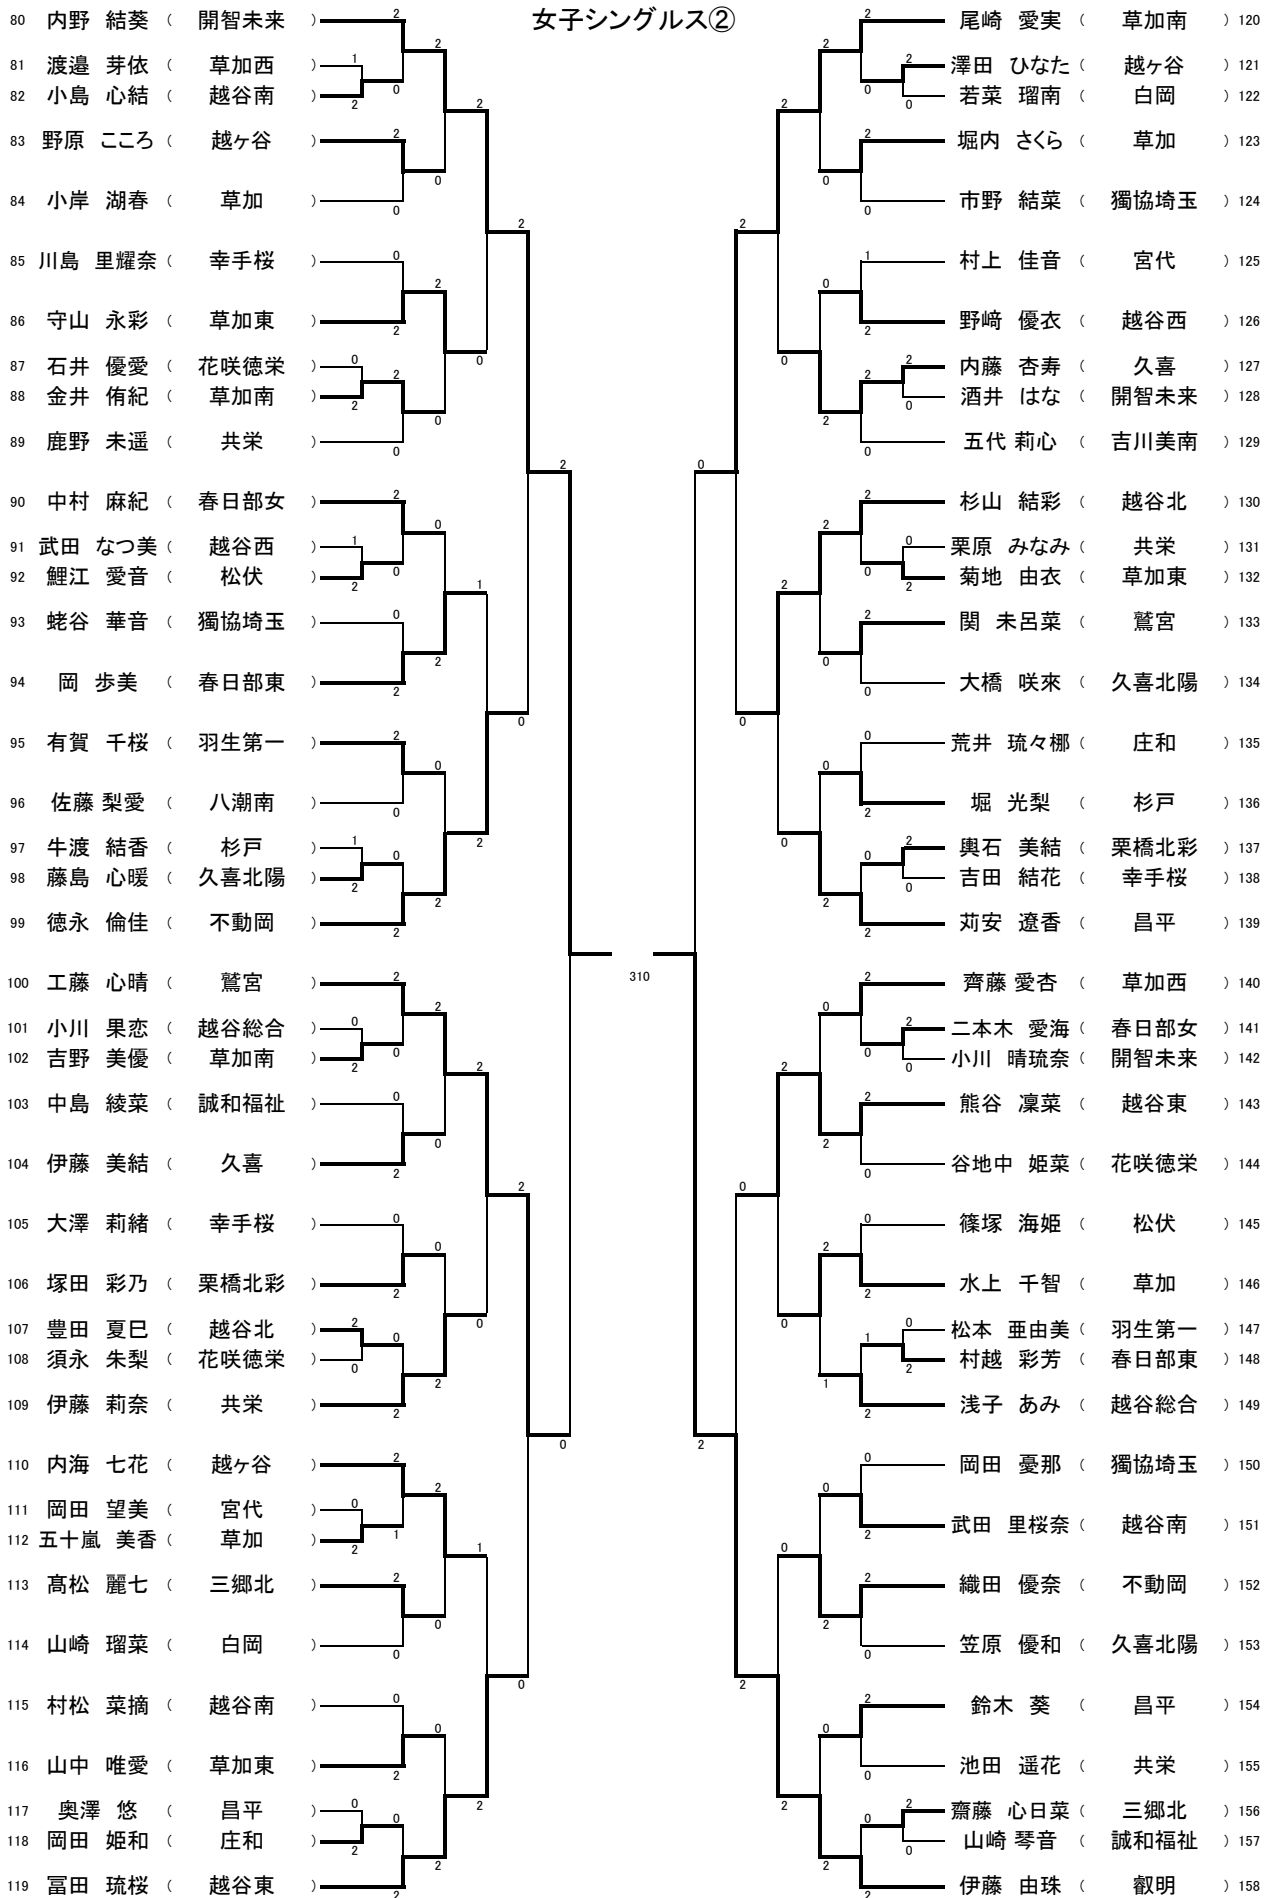 女子シングルス②
80 内野 結葵 （ 開智未来 ）
81 渡邉 芽依 （ 草加西 ）
82 小島 心結 （ 越谷南 ）
83 野原 こころ （ 越ヶ谷 ）
84 小岸 湖春 （ 草加 ）
85 川島 里耀奈 （ 幸手桜 ）
86 守山 永彩 （ 草加東 ）
87 石井 優愛 （ 花咲徳栄 ）
88 金井 侑紀 （ 草加南 ）
89 鹿野 未遥 （ 共栄 ）
90 中村 麻紀 （ 春日部女 ）
91 武田 なつ美 （ 越谷西 ）
92 鯉江 愛音 （ 松伏 ）
93 蛯谷 華音 （ 獨協埼玉 ）
94 岡 歩美 （ 春日部東 ）
95 有賀 千桜 （ 羽生第一 ）
96 佐藤 梨愛 （ 八潮南 ）
97 牛渡 結香 （ 杉戸 ）
98 藤島 心暖 （ 久喜北陽 ）
99 徳永 倫佳 （ 不動岡 ）
100 工藤 心晴 （ 鷲宮 ）
101 小川 果恋 （ 越谷総合 ）
102 吉野 美優 （ 草加南 ）
103 中島 綾菜 （ 誠和福祉 ）
104 伊藤 美結 （ 久喜 ）
105 大澤 莉緒 （ 幸手桜 ）
106 塚田 彩乃 （ 栗橋北彩 ）
107 豊田 夏巳 （ 越谷北 ）
108 須永 朱梨 （ 花咲徳栄 ）
109 伊藤 莉奈 （ 共栄 ）
110 内海 七花 （ 越ヶ谷 ）
111 岡田 望美 （ 宮代 ）
112 五十嵐 美香 （ 草加 ）
113 髙松 麗七 （ 三郷北 ）
114 山崎 瑠菜 （ 白岡 ）
115 村松 菜摘 （ 越谷南 ）
116 山中 唯愛 （ 草加東 ）
117 奥澤 悠 （ 昌平 ）
118 岡田 姫和 （ 庄和 ）
119 冨田 琉桜 （ 越谷東 ）
310
尾崎 愛実 （ 草加南 ） 120
澤田 ひなた （ 越ヶ谷 ） 121
若菜 瑠南 （ 白岡 ） 122
堀内 さくら （ 草加 ） 123
市野 結菜 （ 獨協埼玉 ） 124
村上 佳音 （ 宮代 ） 125
野﨑 優衣 （ 越谷西 ） 126
内藤 杏寿 （ 久喜 ） 127
酒井 はな （ 開智未来 ） 128
五代 莉心 （ 吉川美南 ） 129
杉山 結彩 （ 越谷北 ） 130
栗原 みなみ （ 共栄 ） 131
菊地 由衣 （ 草加東 ） 132
関 未呂菜 （ 鷲宮 ） 133
大橋 咲來 （ 久喜北陽 ） 134
荒井 琉々梛 （ 庄和 ） 135
堀 光梨 （ 杉戸 ） 136
輿石 美結 （ 栗橋北彩 ） 137
吉田 結花 （ 幸手桜 ） 138
苅安 遼香 （ 昌平 ） 139
齊藤 愛杏 （ 草加西 ） 140
二本木 愛海 （ 春日部女 ） 141
小川 晴琉奈 （ 開智未来 ） 142
熊谷 凜菜 （ 越谷東 ） 143
谷地中 姫菜 （ 花咲徳栄 ） 144
篠塚 海姫 （ 松伏 ） 145
水上 千智 （ 草加 ） 146
松本 亜由美 （ 羽生第一 ） 147
村越 彩芳 （ 春日部東 ） 148
浅子 あみ （ 越谷総合 ） 149
岡田 憂那 （ 獨協埼玉 ） 150
武田 里桜奈 （ 越谷南 ） 151
織田 優奈 （ 不動岡 ） 152
笠原 優和 （ 久喜北陽 ） 153
鈴木 葵 （ 昌平 ） 154
池田 遥花 （ 共栄 ） 155
齋藤 心日菜 （ 三郷北 ） 156
山崎 琴音 （ 誠和福祉 ） 157
伊藤 由珠 （ 叡明 ） 158